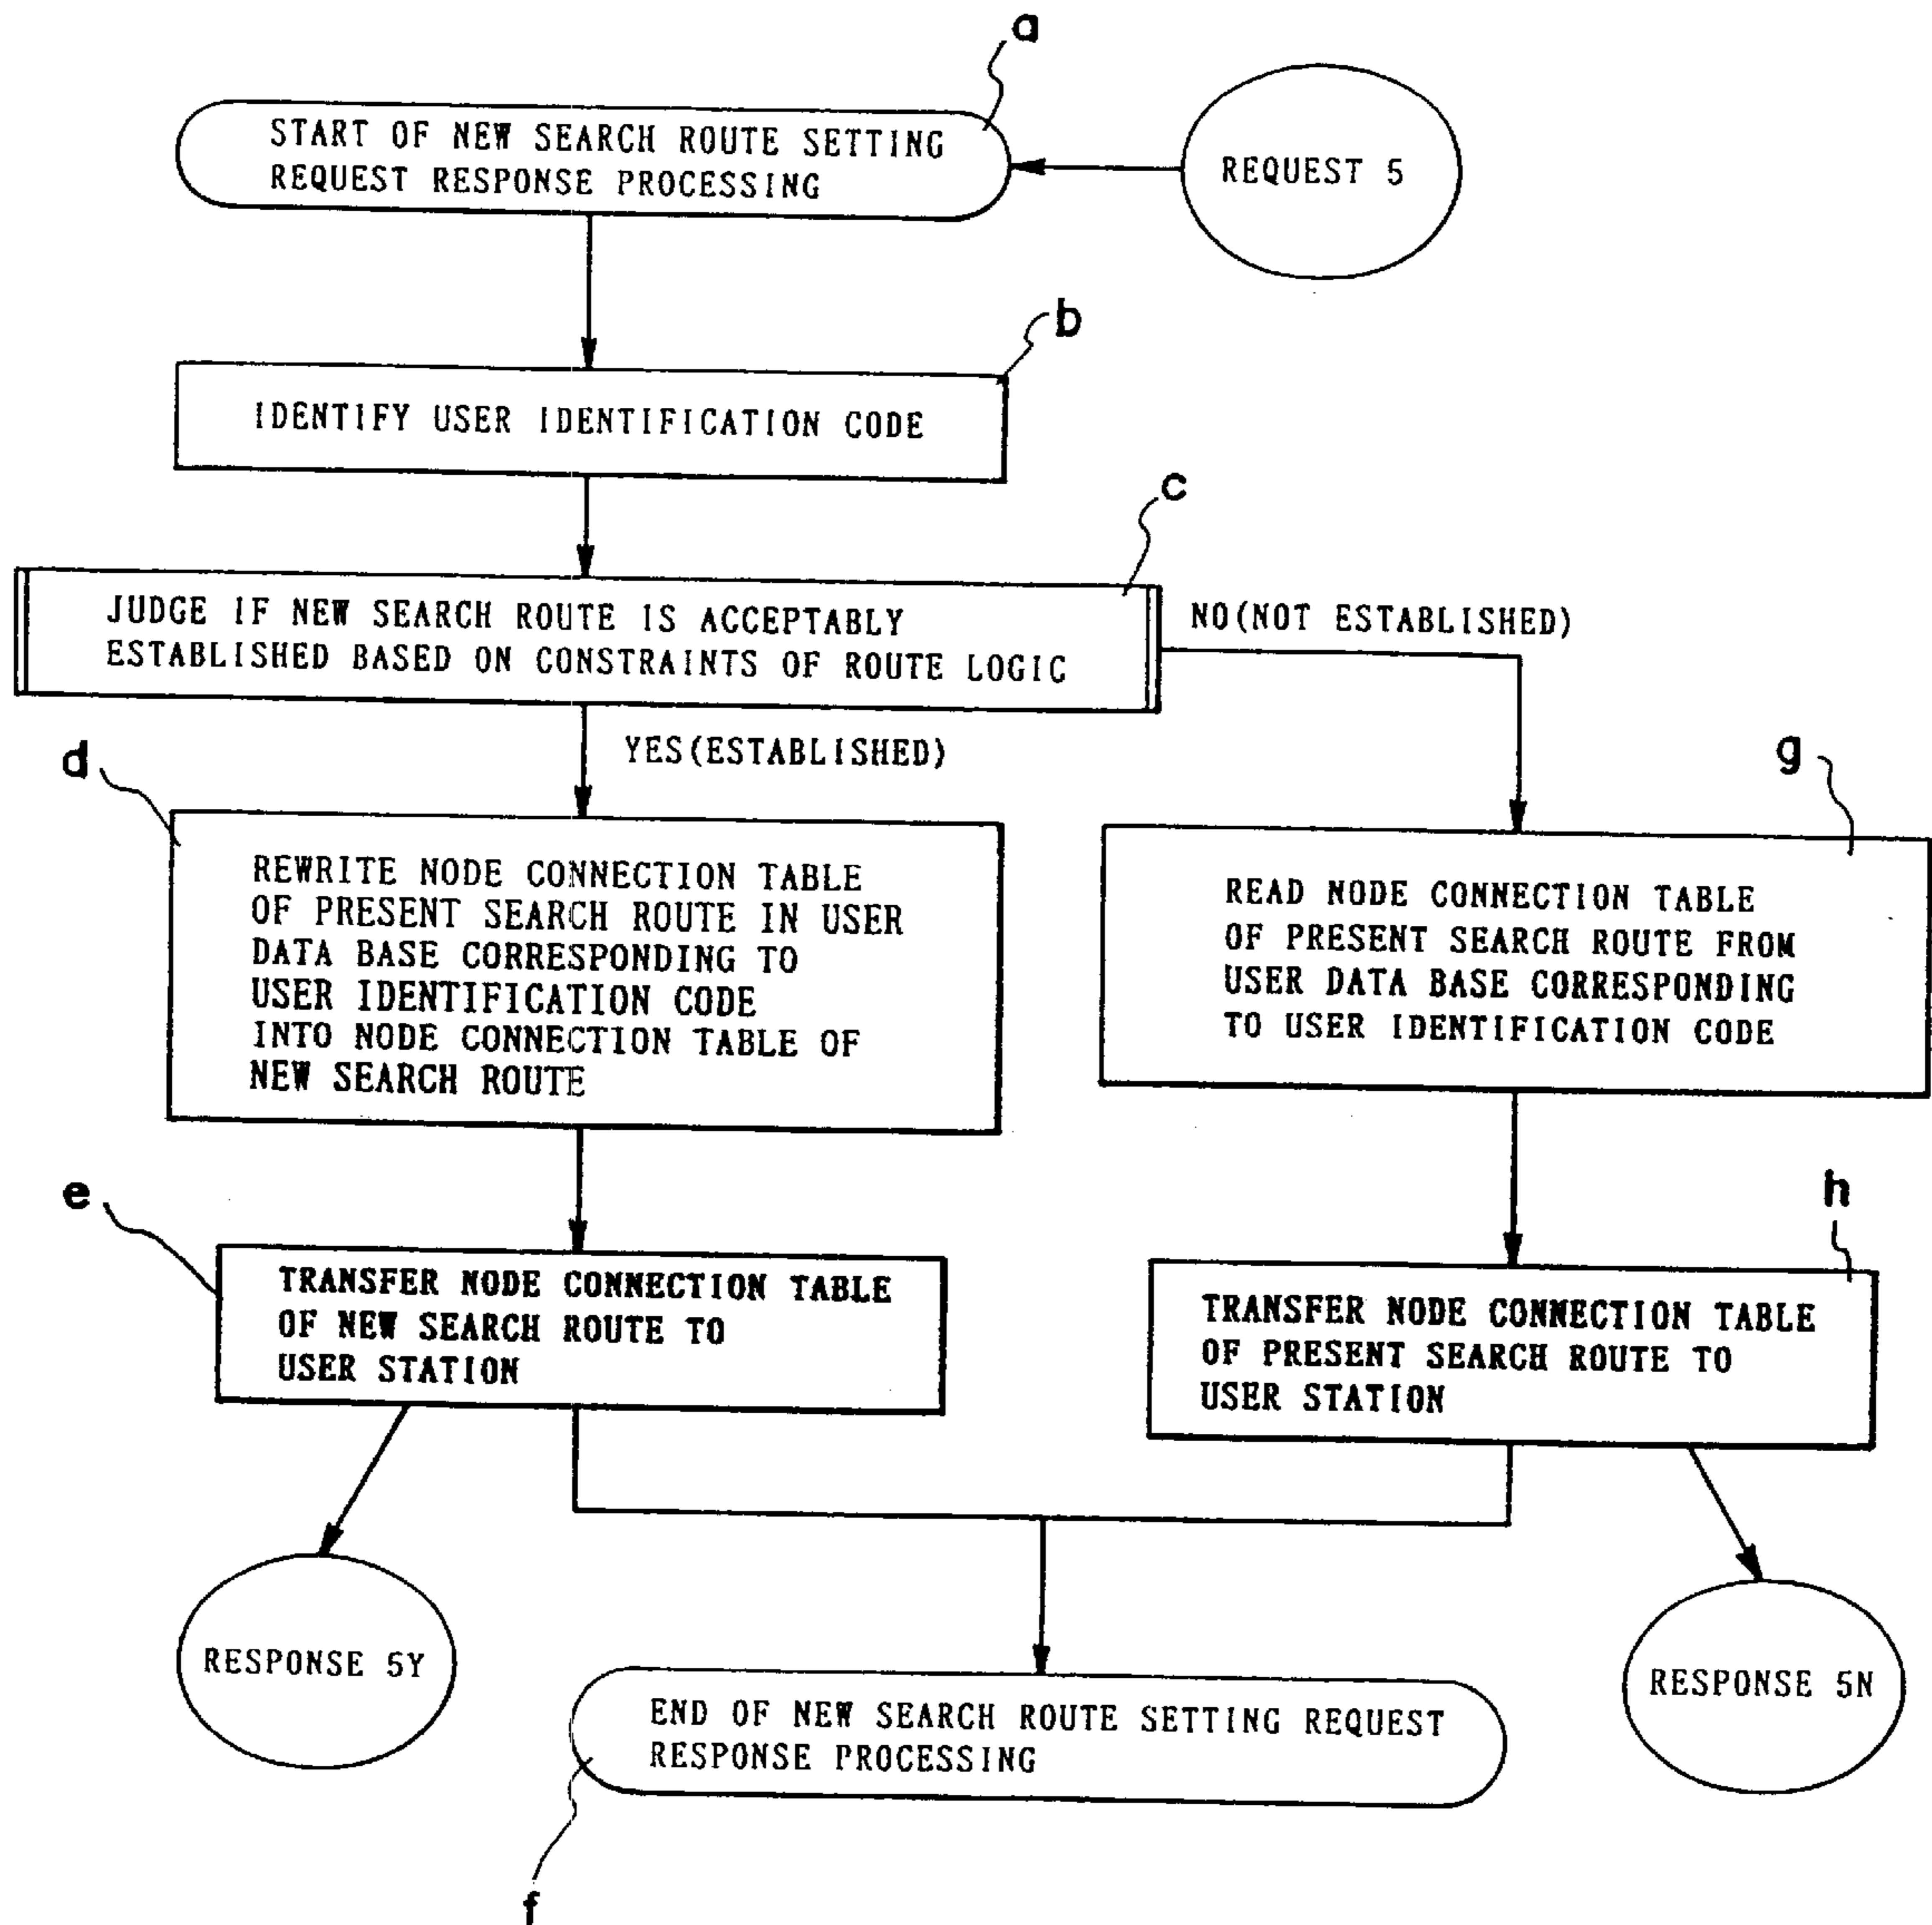 a
START OF NEW SEARCH ROUTE SETTING
REQUEST RESPONSE PROCESSING
REQUEST 5
b
IDENTIFY USER IDENTIFICATION CODE
c
JUDGE IF NEW SEARCH ROUTE IS ACCEPTABLY
ESTABLISHED BASED ON CONSTRAINTS OF ROUTE LOGIC
NO(NOT ESTABLISHED)
YES(ESTABLISHED)
d
REWRITE NODE CONNECTION TABLE
OF PRESENT SEARCH ROUTE IN USER
DATA BASE CORRESPONDING TO
USER IDENTIFICATION CODE
INTO NODE CONNECTION TABLE OF
NEW SEARCH ROUTE
g
READ NODE CONNECTION TABLE
OF PRESENT SEARCH ROUTE FROM
USER DATA BASE CORRESPONDING
TO USER IDENTIFICATION CODE
e
TRANSFER NODE CONNECTION TABLE
OF NEW SEARCH ROUTE TO
USER STATION
h
TRANSFER NODE CONNECTION TABLE
OF PRESENT SEARCH ROUTE TO
USER STATION
RESPONSE 5Y
RESPONSE 5N
END OF NEW SEARCH ROUTE SETTING REQUEST
RESPONSE PROCESSING
f